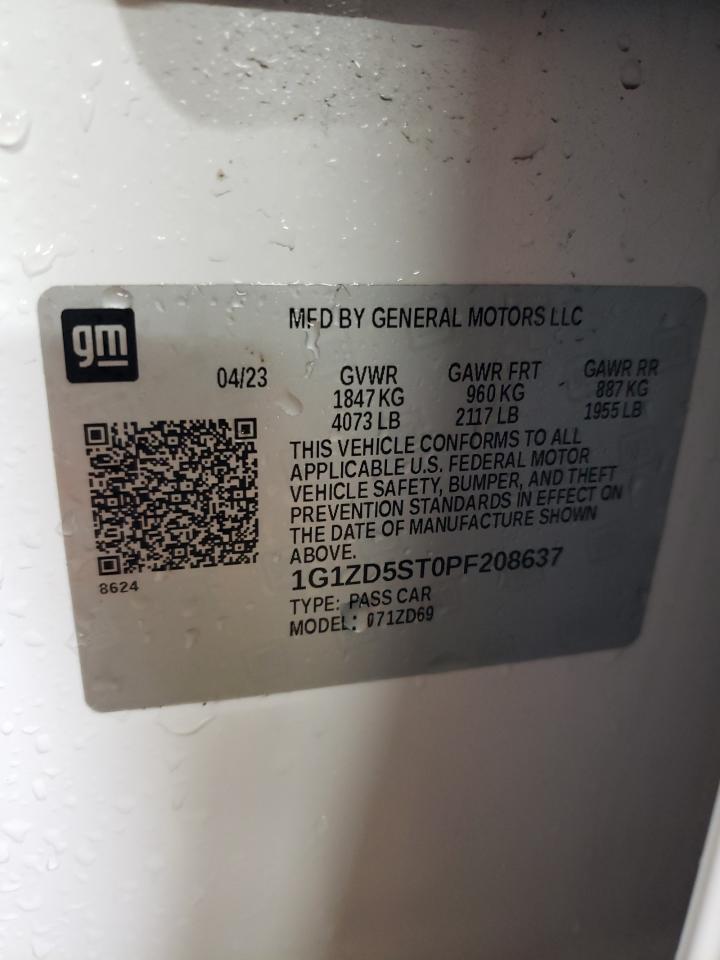 gm
MFD BY GENERAL MOTORS LLC
04/23 GVWR GAWR FRT GAWR RR
1847 KG 960 KG 887 KG
4073 LB 2117 LB 1955 LB
THIS VEHICLE CONFORMS TO ALL
APPLICABLE U.S. FEDERAL MOTOR
VEHICLE SAFETY, BUMPER, AND THEFT
PREVENTION STANDARDS IN EFFECT ON
THE DATE OF MANUFACTURE SHOWN
ABOVE.
8624
1G1ZD5ST0PF208637
TYPE: PASS CAR
MODEL: 071ZD69